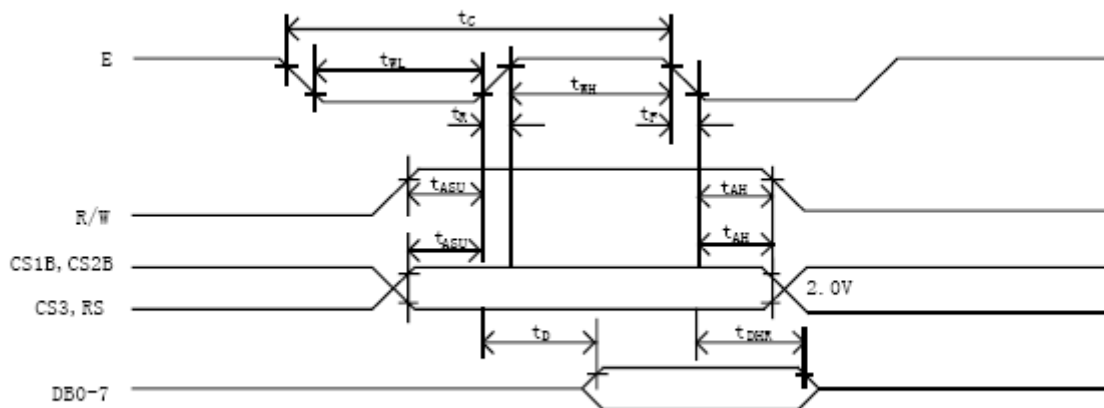 tC
E
tWL
tWH
tR
tF
tASU
tAH
R/W
tASU
tAH
CS1B, CS2B
2.0V
CS3, RS
tD
tDHR
DB0-7